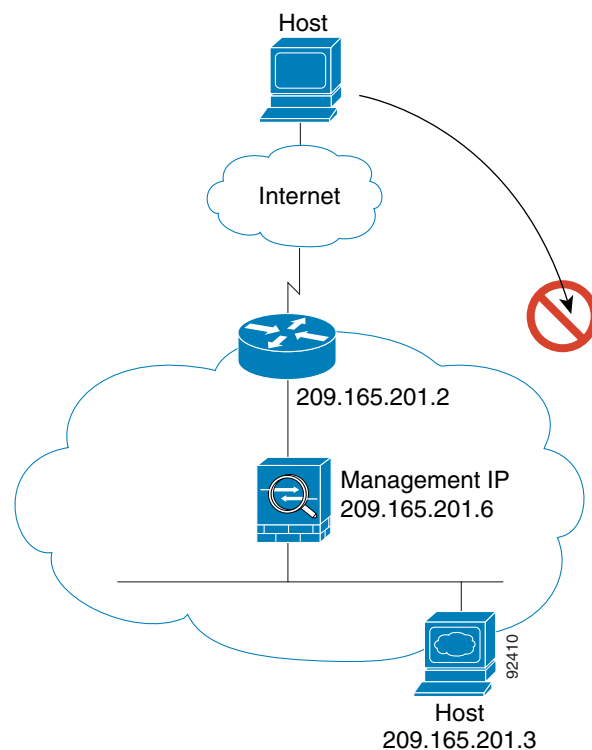 Host
Internet
209.165.201.2
Management IP
209.165.201.6
92410
Host
209.165.201.3